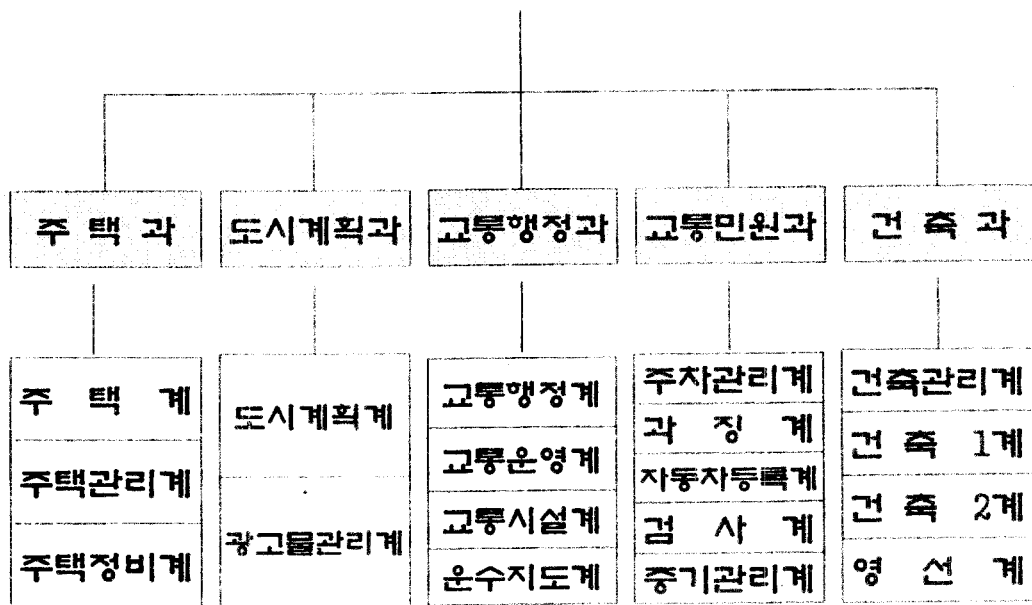 주택과
도시계획과
교통행정과
교통민원과
건축과
주택계
주택관리계
주택정비계
도시계획계
광고물관리계
교통행정계
교통운영계
교통시설계
운수지도계
주차관리계
과징계
자동차등록계
검사계
중기관리계
건축관리계
건축 1계
건축 2계
영선계